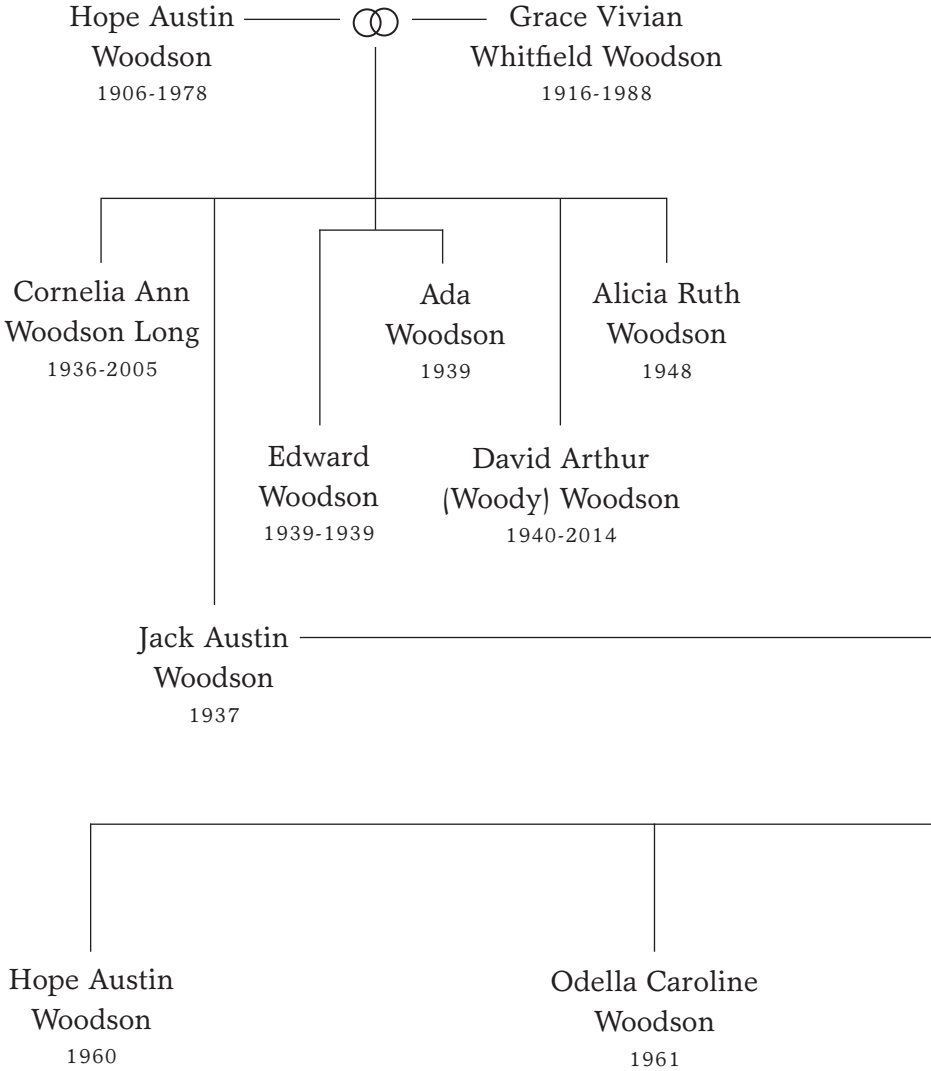 Hope Austin
Woodson
1906-1978
Grace Vivian
Whitfield Woodson
1916-1988
Cornelia Ann
Woodson Long
1936-2005
Ada
Woodson
1939
Alicia Ruth
Woodson
1948
Edward
Woodson
1939-1939
David Arthur
(Woody) Woodson
1940-2014
Jack Austin
Woodson
1937
Hope Austin
Woodson
1960
Odella Caroline
Woodson
1961